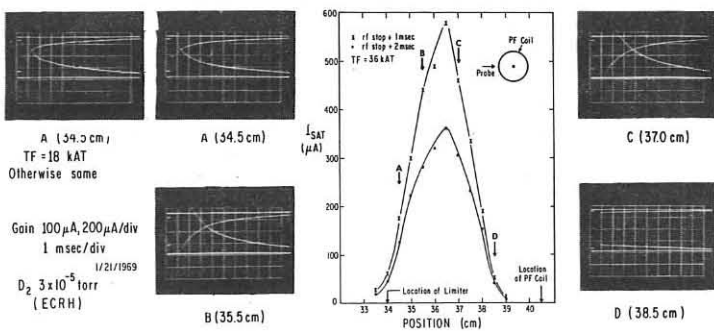 A (34.5 cm)
TF = 18 kAT
Otherwise same
A (34.5 cm)
Gain 100 μA, 200 μA/div
1 msec/div
1/21/1969
D₂ 3x10⁻⁵ torr
(ECRH)
B (35.5 cm)
600
500
400
300
200
100
0
I_SAT
(μA)
x rf stop + 1 msec
• rf stop + 2 msec
TF = 36 kAT
PF Coil
Probe
A
B
C
D
Location of Limiter
Location
of PF Coil
33 34 35 36 37 38 39 40 41
POSITION (cm)
C (37.0 cm)
D (38.5 cm)